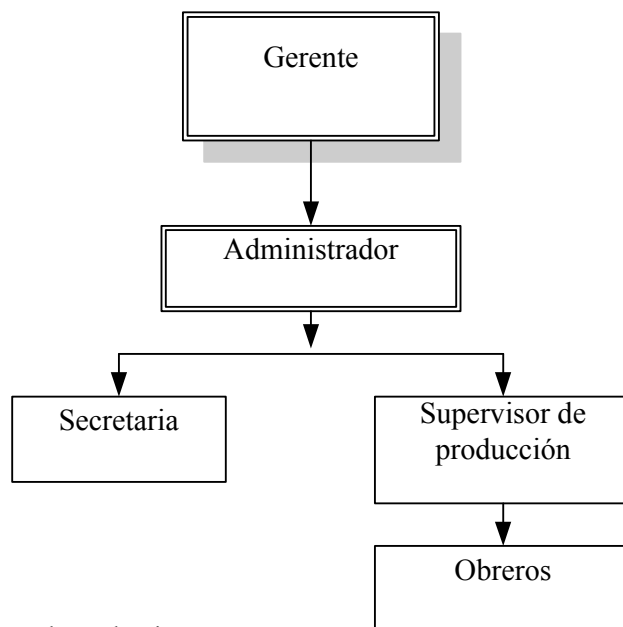 Gerente
Administrador
Secretaria
Supervisor de
producción
Obreros